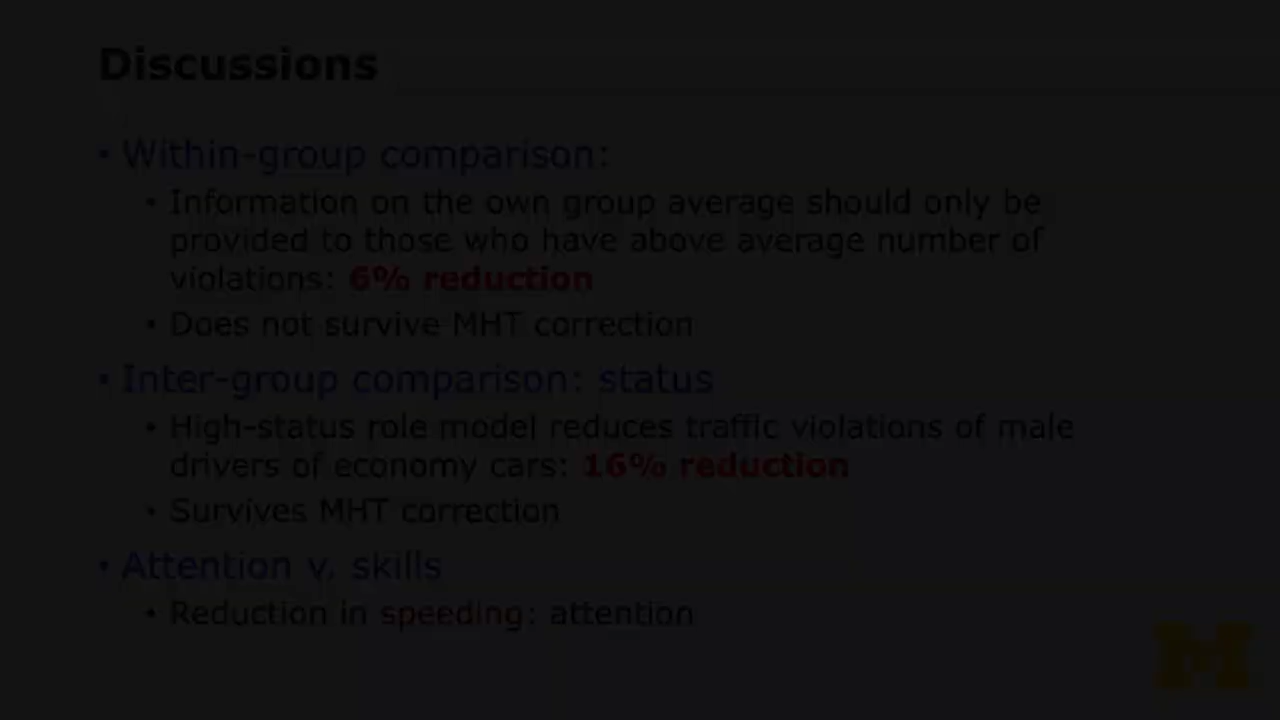 Discussions
• Within-group comparison:
• Information on the own group average should only be
provided to those who have above average number of
violations: 6% reduction
• Does not survive MHT correction
• Inter-group comparison: status
• High-status role model reduces traffic violations of male
drivers of economy cars: 16% reduction
• Survives MHT correction
• Attention v. skills
• Reduction in speeding: attention
M